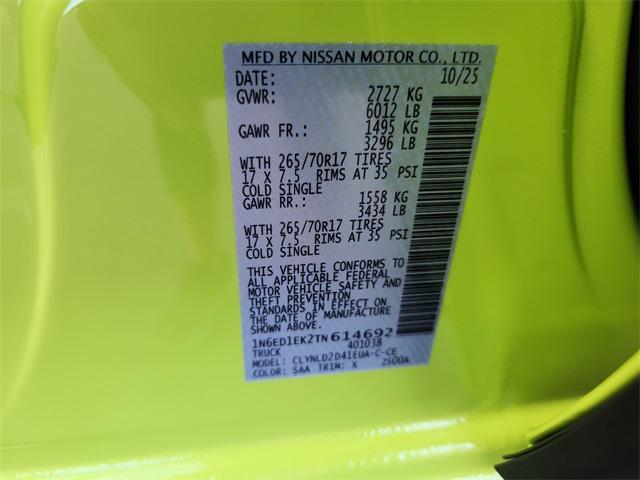 MFD BY NISSAN MOTOR CO., LTD.
DATE: 10/25
GVWR: 2727 KG
6012 LB
GAWR FR.: 1495 KG
3296 LB
WITH 265/70R17 TIRES
17 X 7.5 RIMS AT 35 PSI
COLD SINGLE
GAWR RR.: 1558 KG
3434 LB
WITH 265/70R17 TIRES
17 X 7.5 RIMS AT 35 PSI
COLD SINGLE
THIS VEHICLE CONFORMS TO
ALL APPLICABLE FEDERAL
MOTOR VEHICLE SAFETY AND
THEFT PREVENTION
STANDARDS IN EFFECT ON
THE DATE OF MANUFACTURE
SHOWN ABOVE.
1N6ED1EK2TN614692
TRUCK 401038
MODEL: CLYNLD2D41EUA-C-CE
COLOR: SAA TRIM: X 2500A